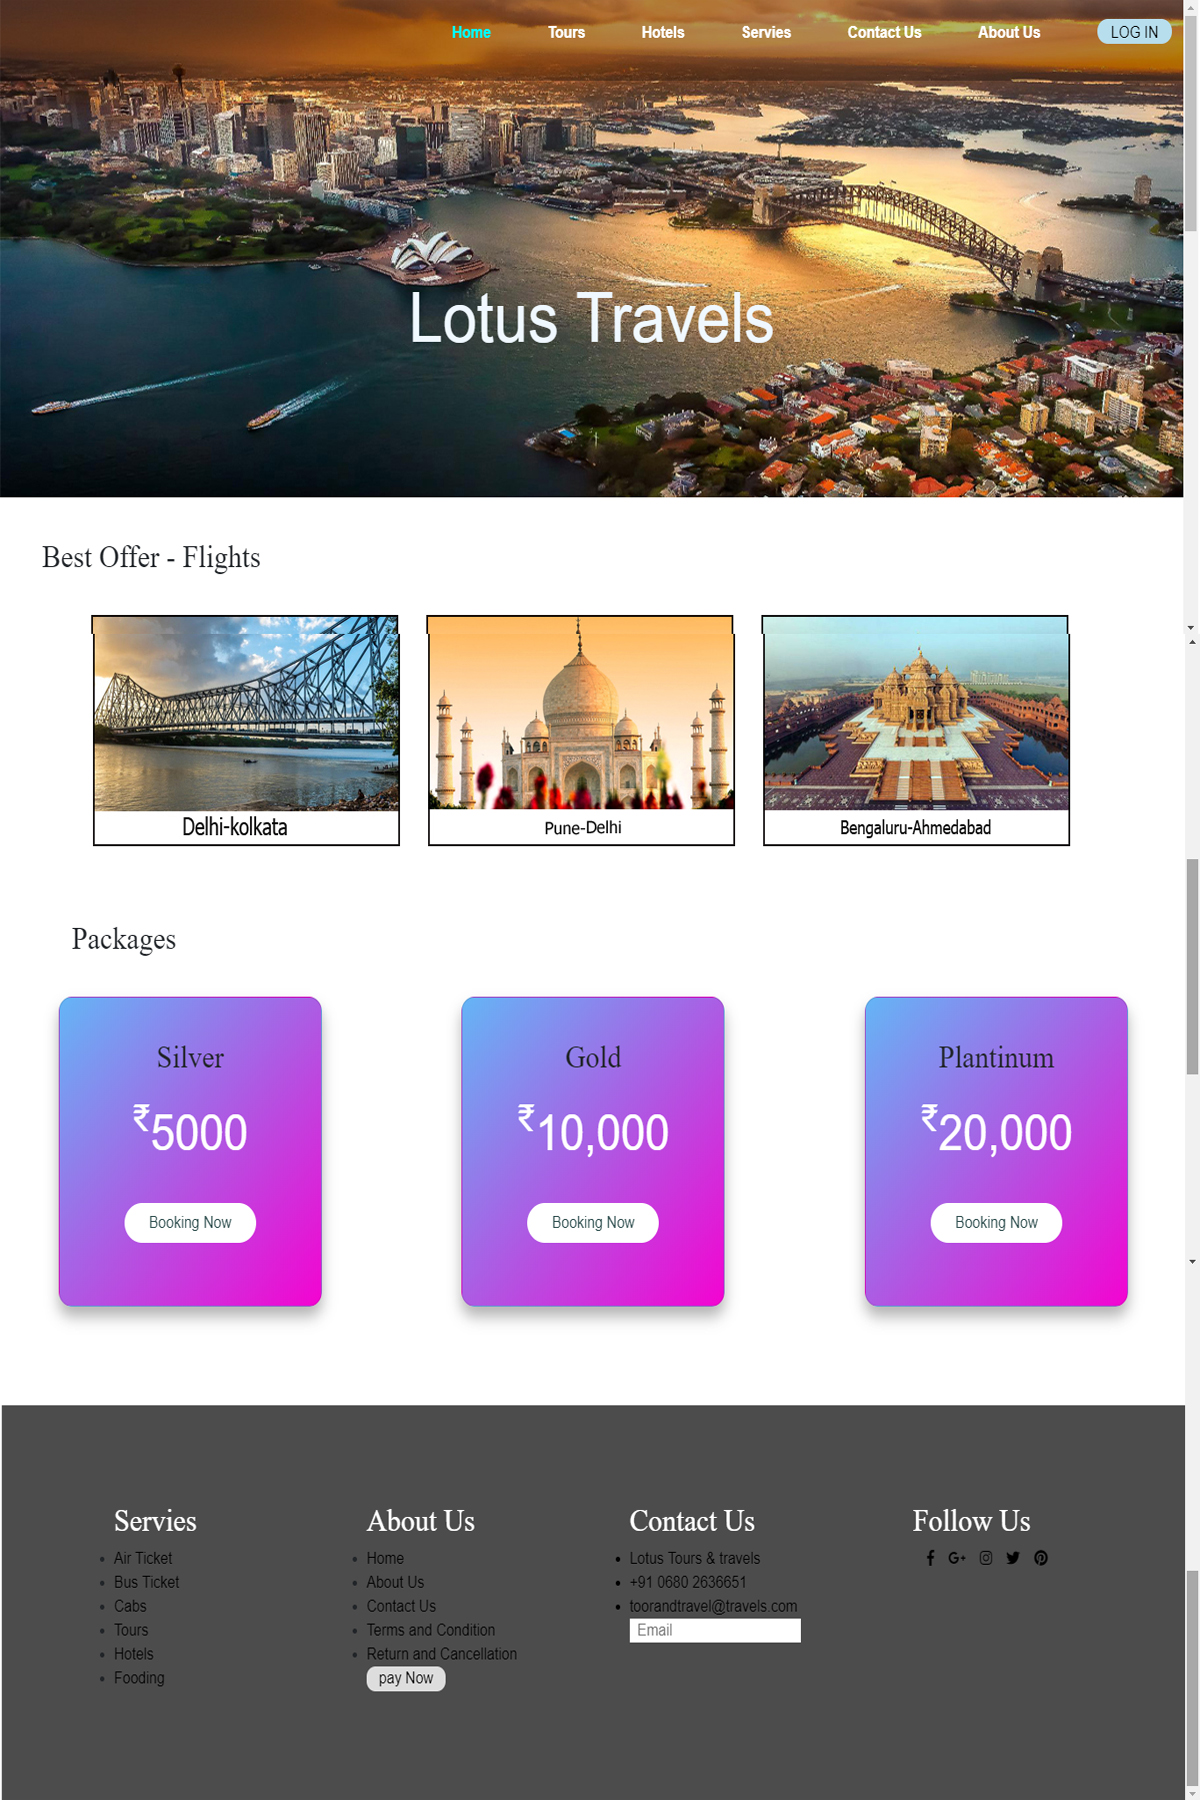 Home Tours Hotels Servies Contact Us About Us LOG IN
Lotus Travels
Best Offer - Flights
Delhi-kolkata
Pune-Delhi
Bengaluru-Ahmedabad
Packages
Silver
₹5000
Booking Now
Gold
₹10,000
Booking Now
Plantinum
₹20,000
Booking Now
Servies
Air Ticket
Bus Ticket
Cabs
Tours
Hotels
Fooding
About Us
Home
About Us
Contact Us
Terms and Condition
Return and Cancellation
pay Now
Contact Us
Lotus Tours & travels
+91 0680 2636651
toorandtravel@travels.com
Email
Follow Us